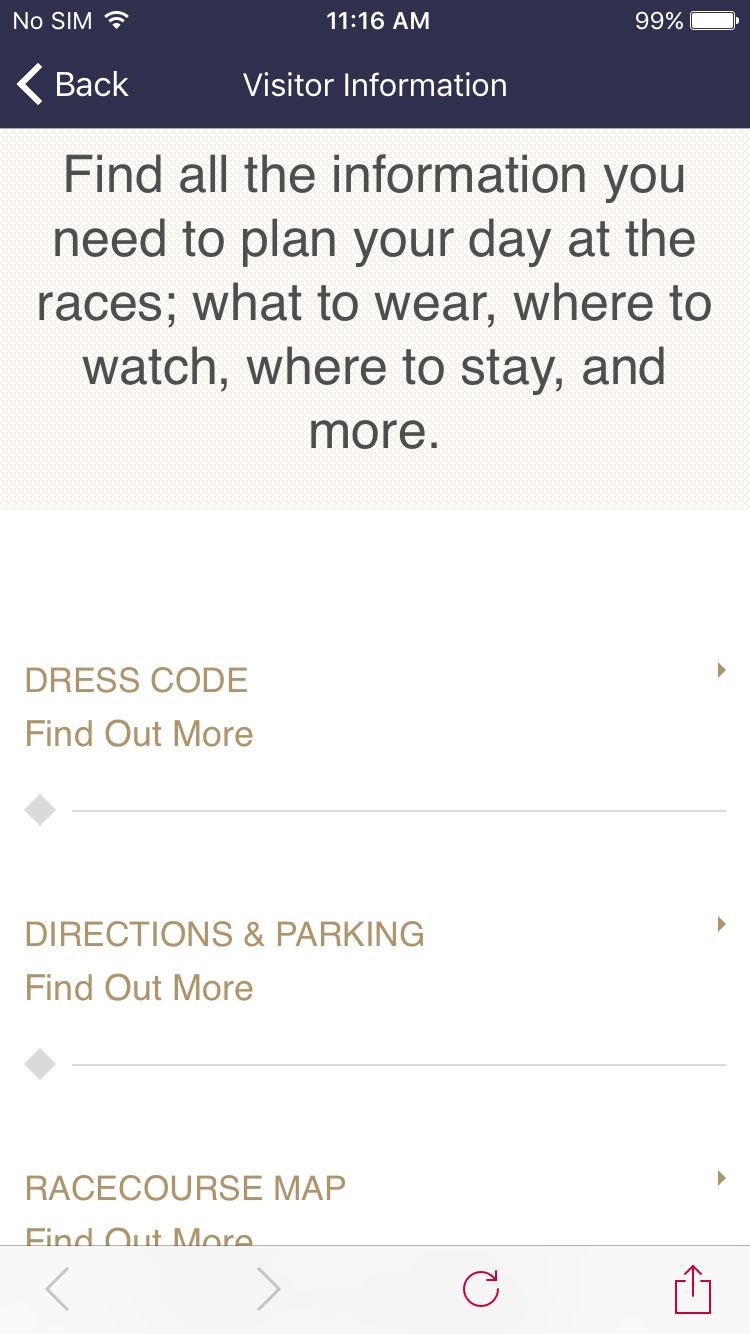 No SIM 11:16 AM 99%
Back Visitor Information
Find all the information you
need to plan your day at the
races; what to wear, where to
watch, where to stay, and
more.
DRESS CODE
Find Out More
DIRECTIONS & PARKING
Find Out More
RACECOURSE MAP
Find Out More